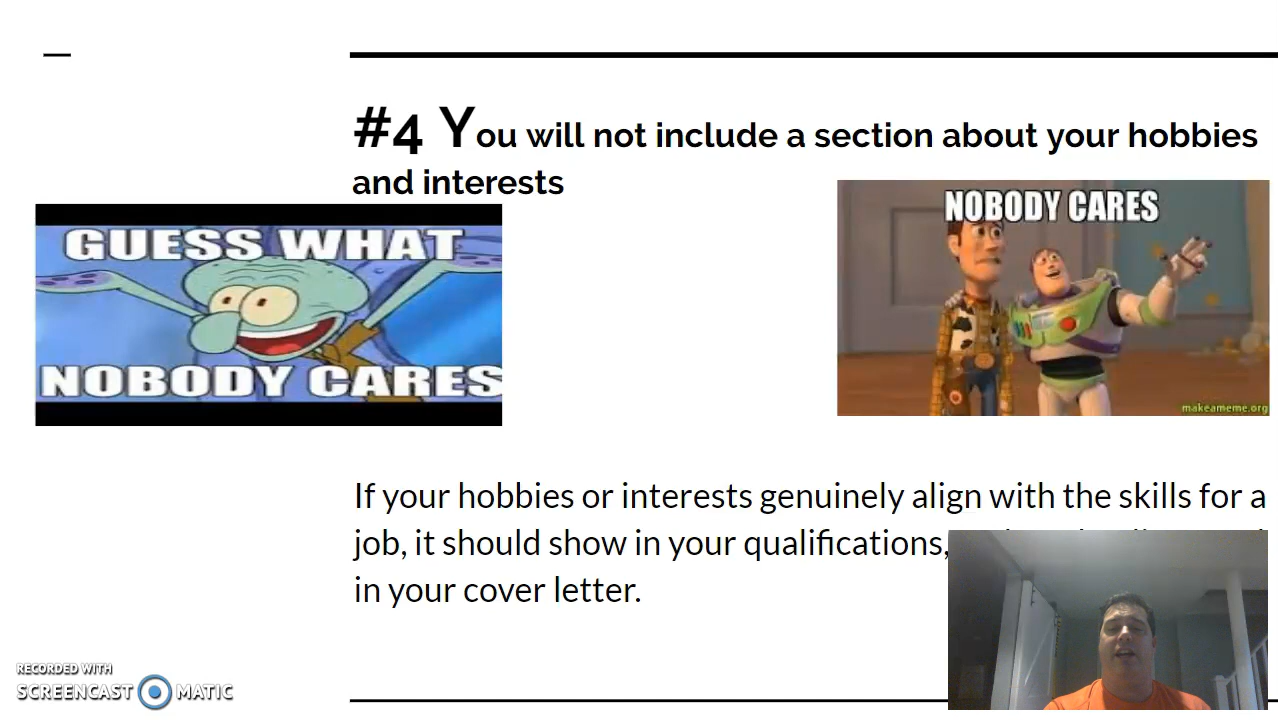 #4 You will not include a section about your hobbies
and interests
GUESS WHAT
NOBODY CARES
NOBODY CARES
makeameme.org
If your hobbies or interests genuinely align with the skills for a
job, it should show in your qualifications,
in your cover letter.
RECORDED WITH
SCREENCAST MATIC